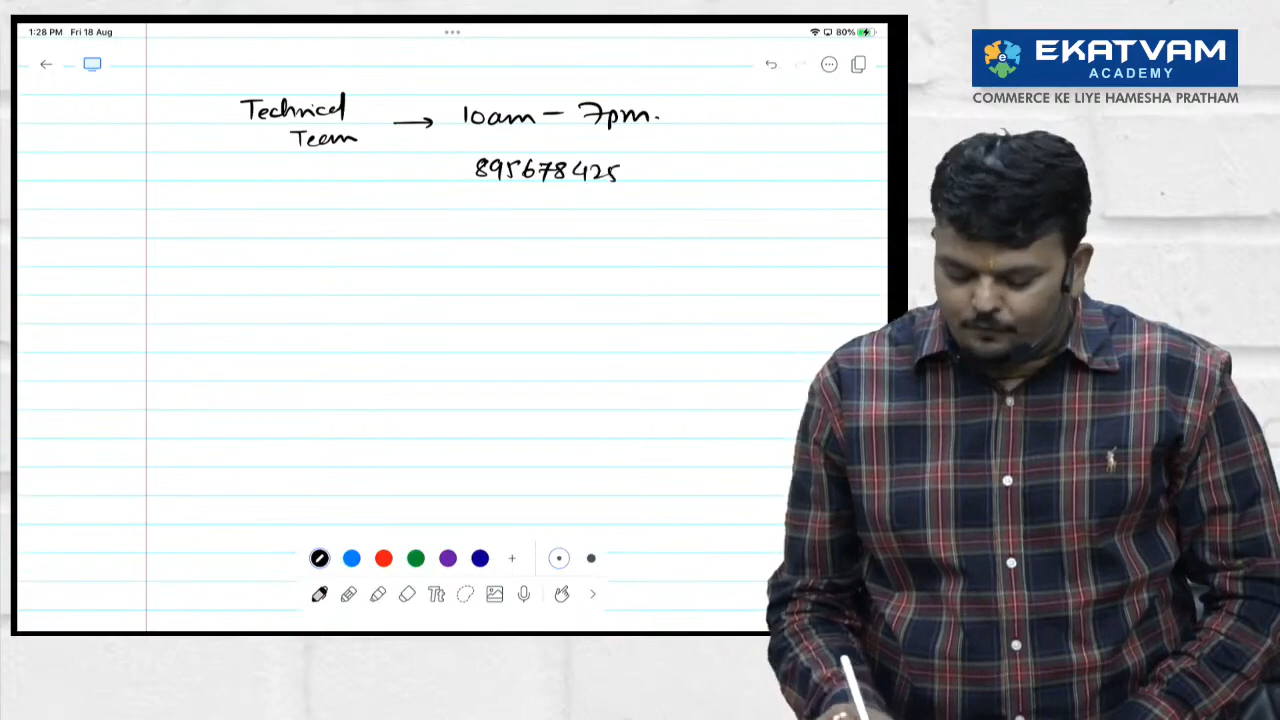 1:28 PM Fri 18 Aug
80%
EKATVAM
ACADEMY
COMMERCE KE LIYE HAMESHA PRATHAM
Technical → 10am – 7pm.
Team
895678425
Tt